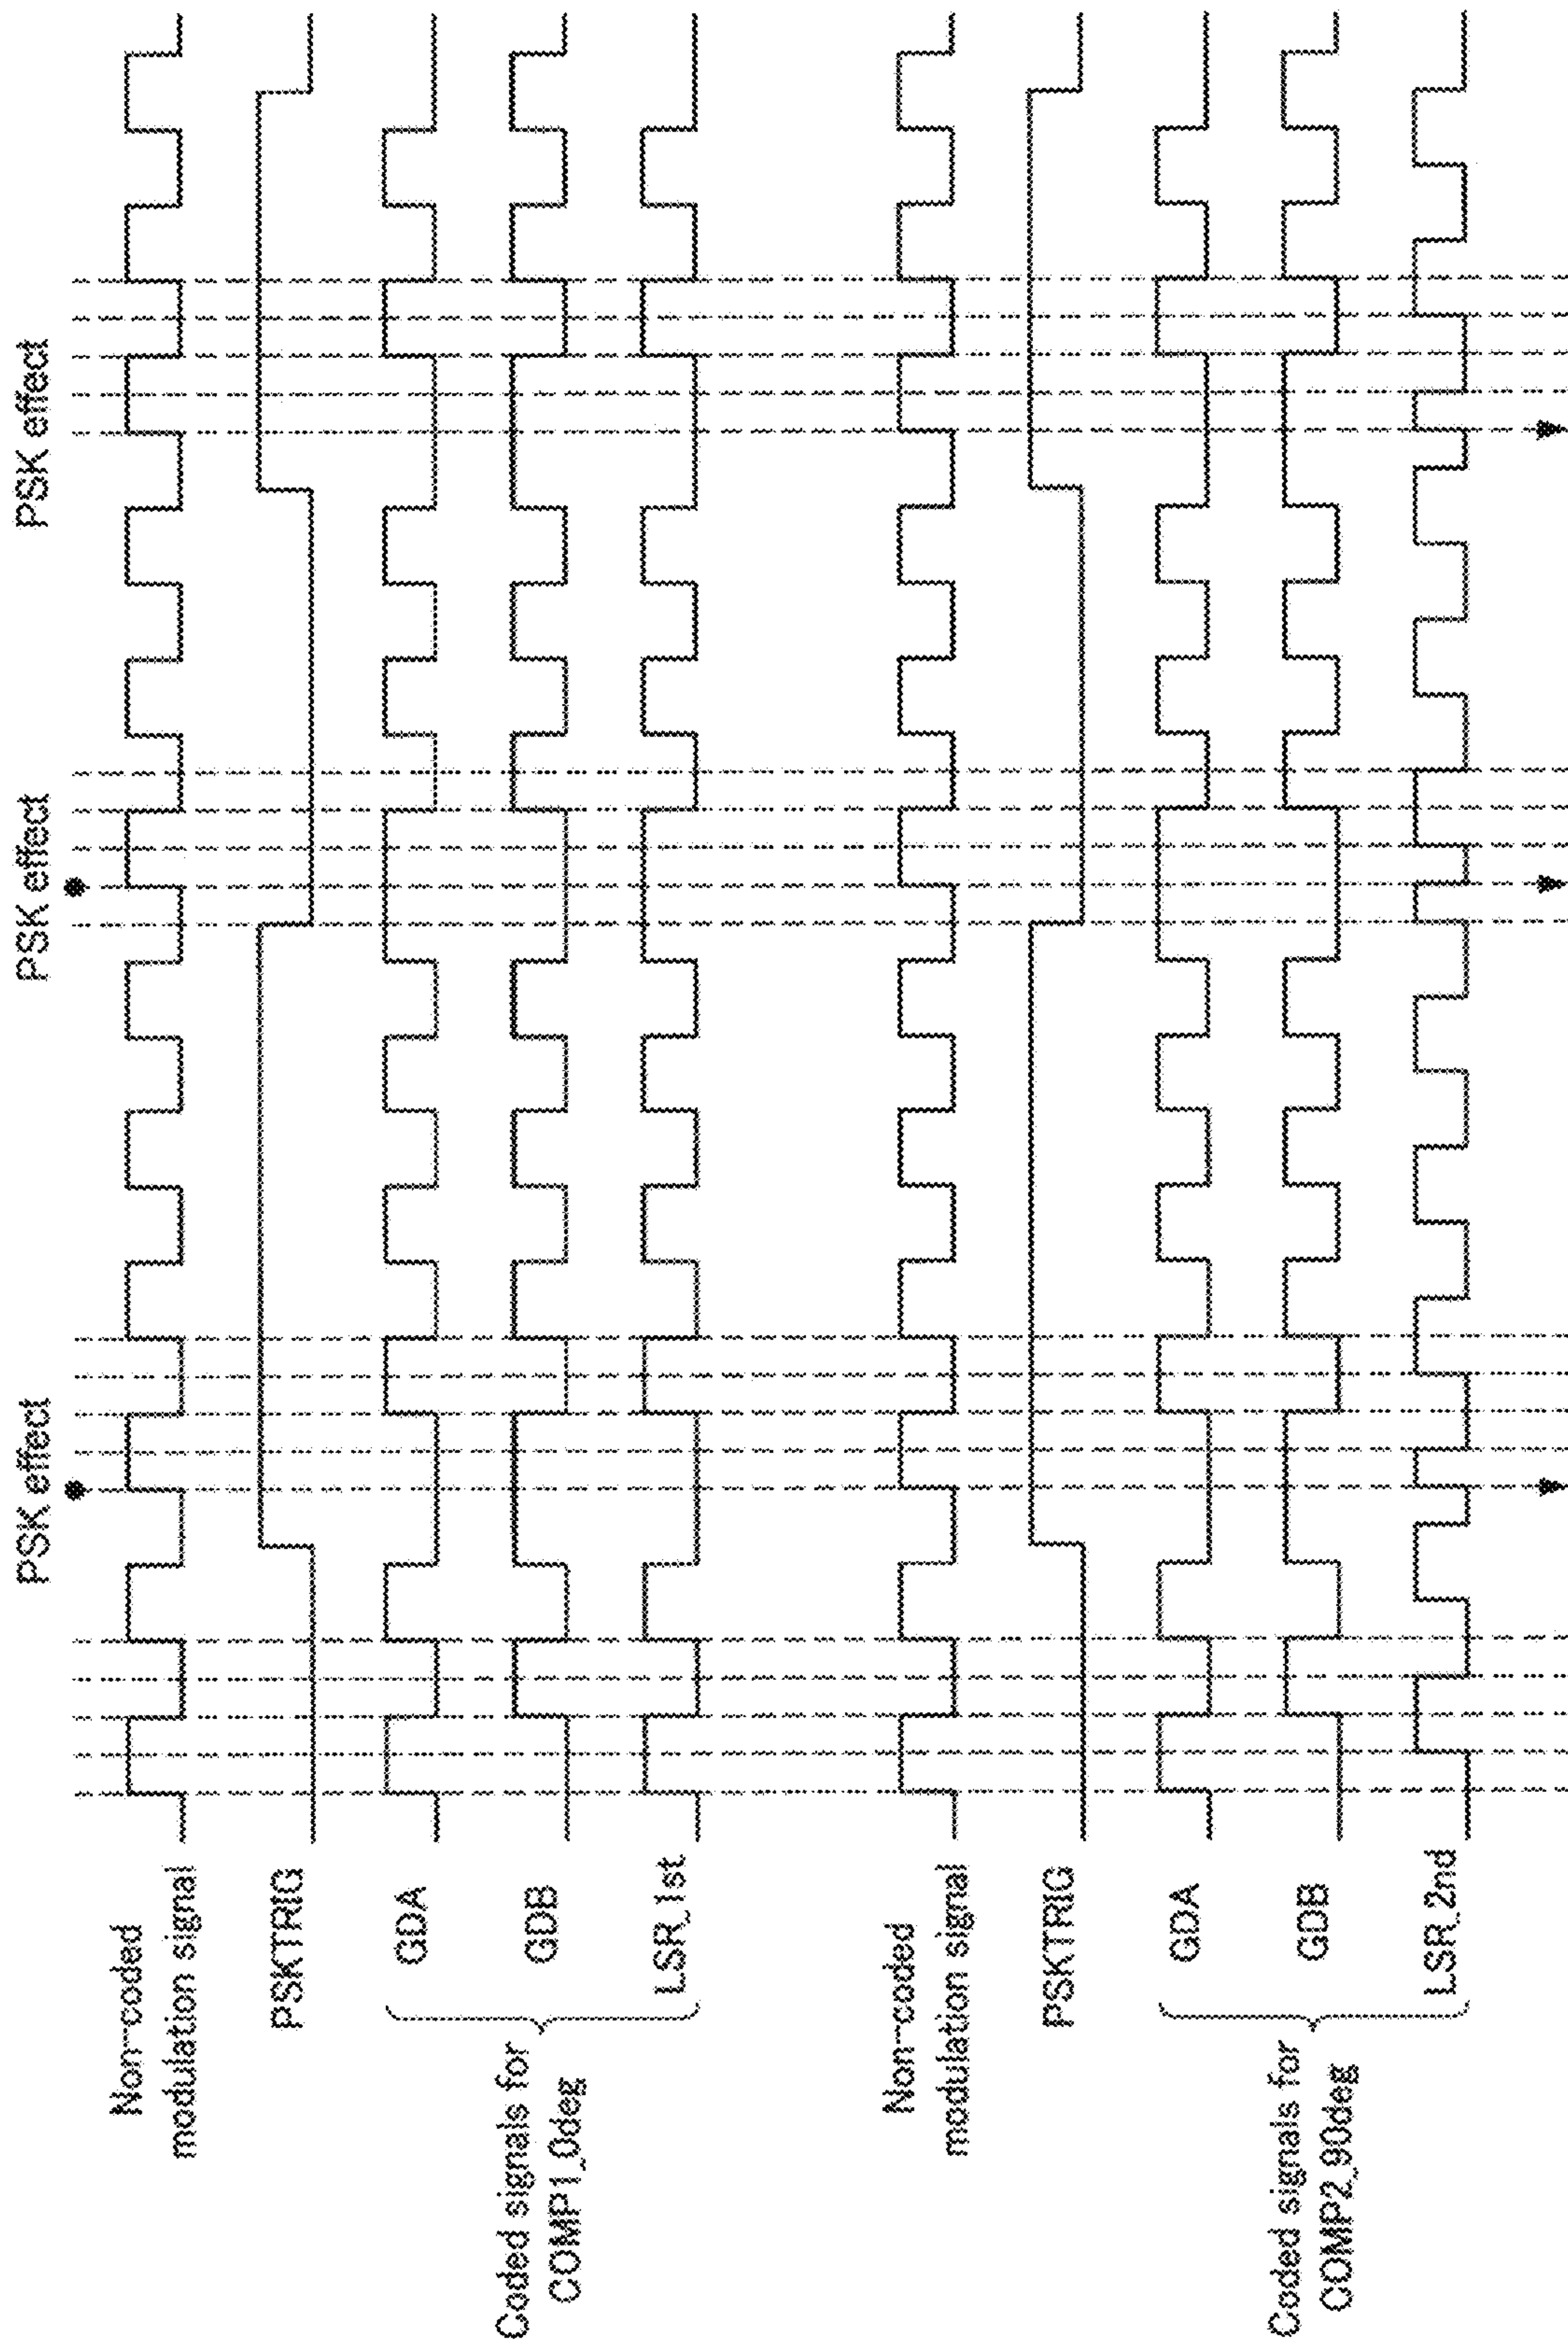 PSK effect
PSK effect
PSK effect
Non-coded
modulation signal
PSKTRIG
GDA
GDB
LSR_1st
Coded signals for
COMP1_0deg
Non-coded
modulation signal
PSKTRIG
GDA
GDB
LSR_2nd
Coded signals for
COMP2_90deg